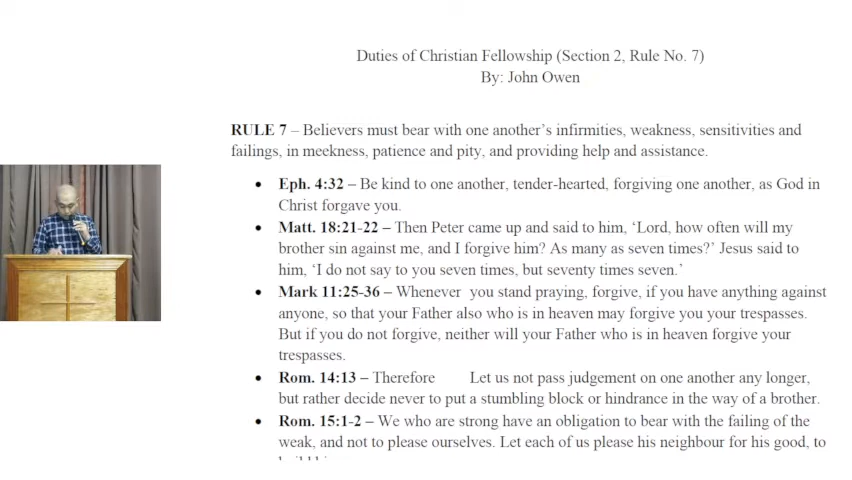 Duties of Christian Fellowship (Section 2, Rule No. 7)
By: John Owen
RULE 7 – Believers must bear with one another's infirmities, weakness, sensitivities and
failings, in meekness, patience and pity, and providing help and assistance.
• Eph. 4:32 – Be kind to one another, tender-hearted, forgiving one another, as God in
Christ forgave you.
• Matt. 18:21-22 – Then Peter came up and said to him, 'Lord, how often will my
brother sin against me, and I forgive him? As many as seven times?' Jesus said to
him, 'I do not say to you seven times, but seventy times seven.'
• Mark 11:25-36 – Whenever you stand praying, forgive, if you have anything against
anyone, so that your Father also who is in heaven may forgive you your trespasses.
But if you do not forgive, neither will your Father who is in heaven forgive your
trespasses.
• Rom. 14:13 – Therefore Let us not pass judgement on one another any longer,
but rather decide never to put a stumbling block or hindrance in the way of a brother.
• Rom. 15:1-2 – We who are strong have an obligation to bear with the failing of the
weak, and not to please ourselves. Let each of us please his neighbour for his good, to